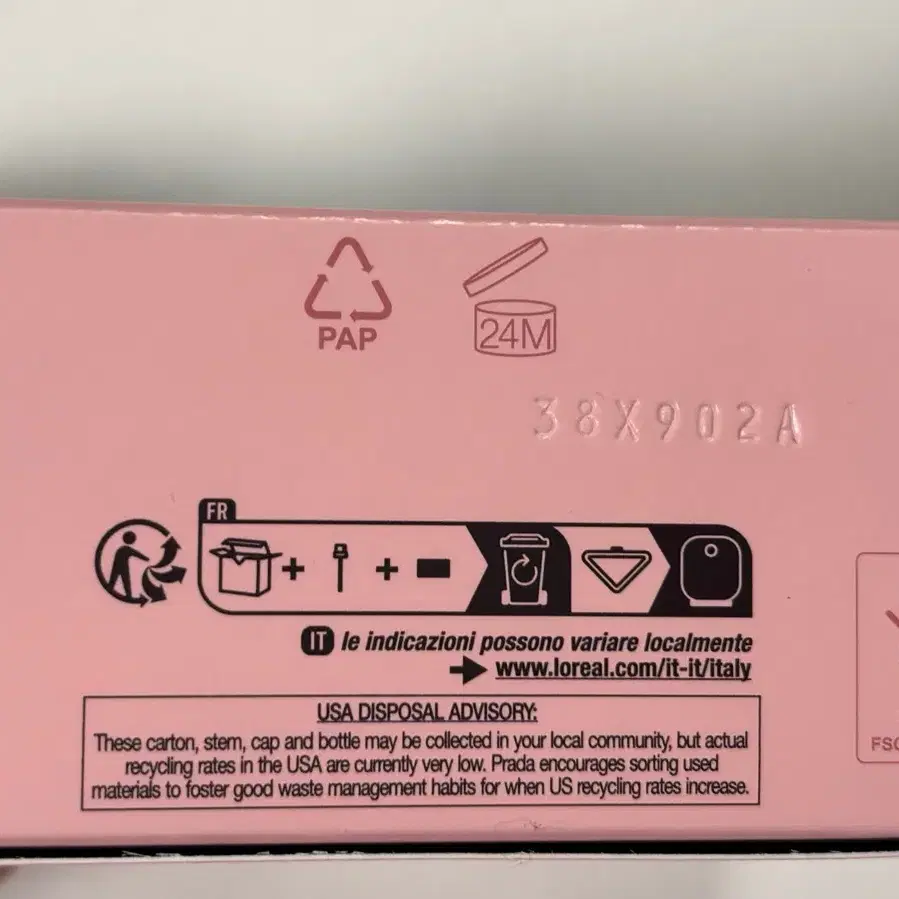 PAP
24M
38X902A
FR
IT le indicazioni possono variare localmente
www.loreal.com/it-it/italy
USA DISPOSAL ADVISORY:
These carton, stem, cap and bottle may be collected in your local community, but actual
recycling rates in the USA are currently very low. Prada encourages sorting used
materials to foster good waste management habits for when US recycling rates increase.